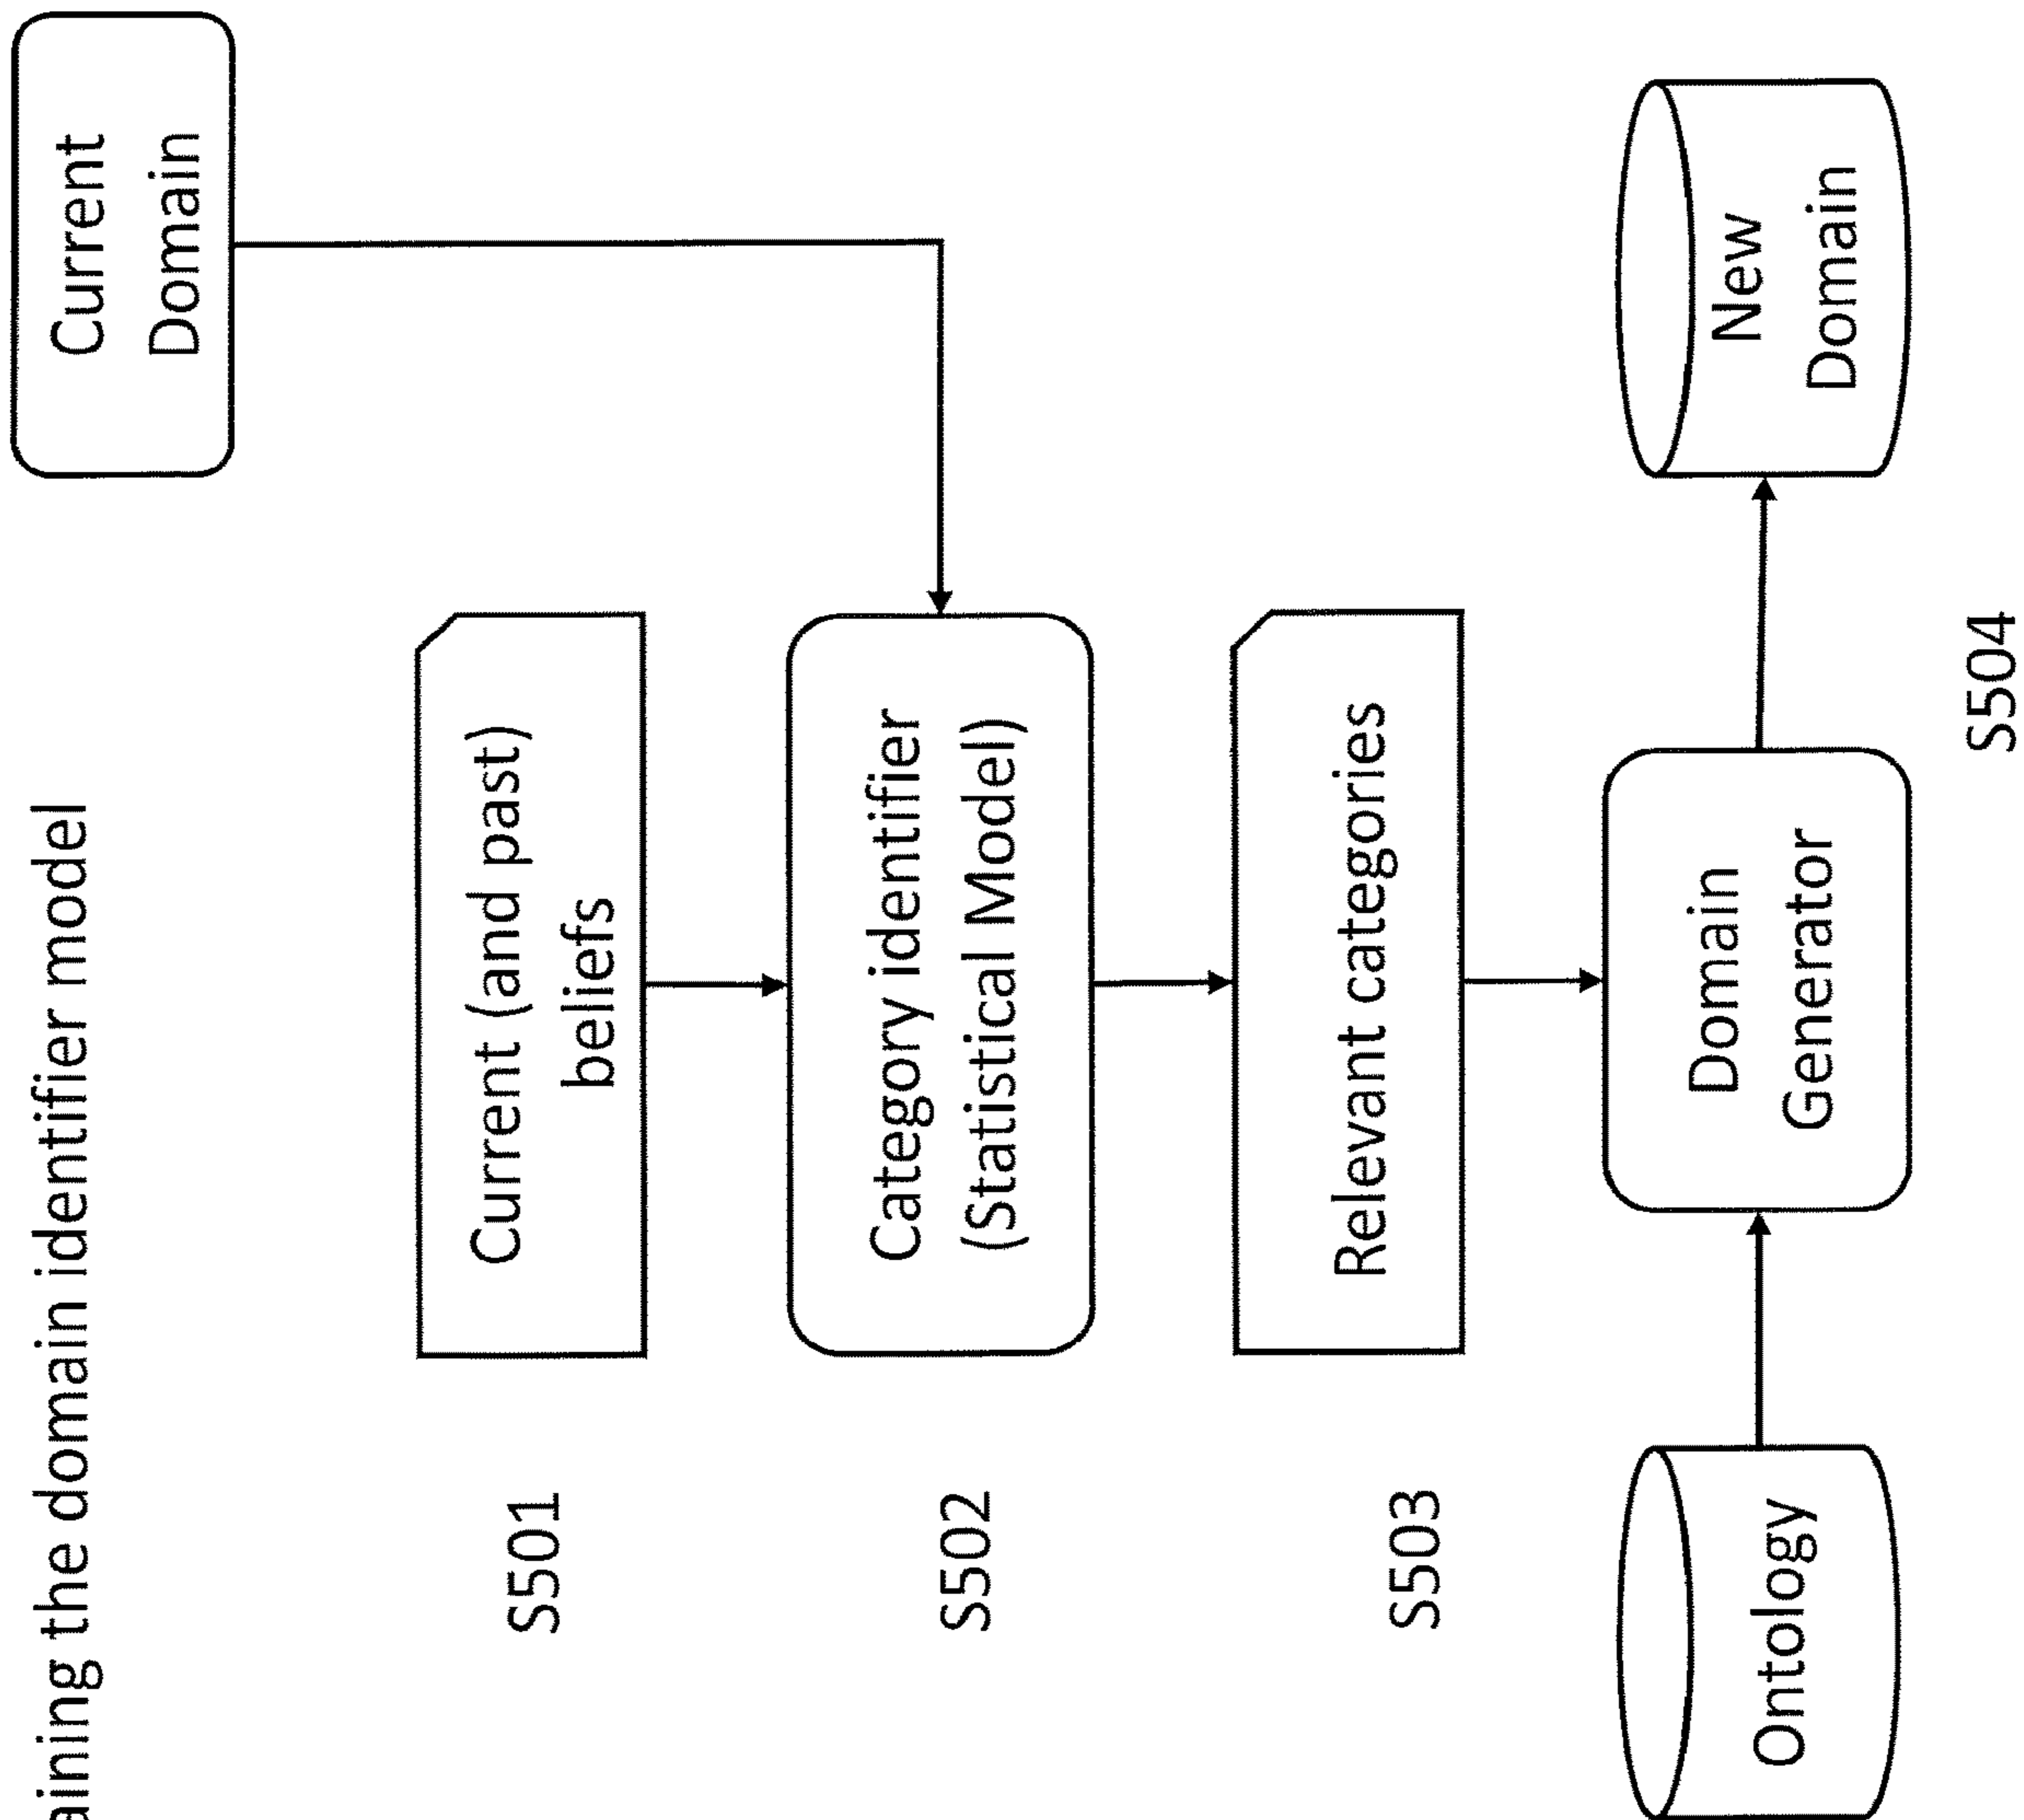 the domain identifier model
Current
Domain
S501
Current (and past)
beliefs
S502
Category identifier
(Statistical Model)
S503
Relevant categories
Ontology
Domain
Generator
New
Domain
S504